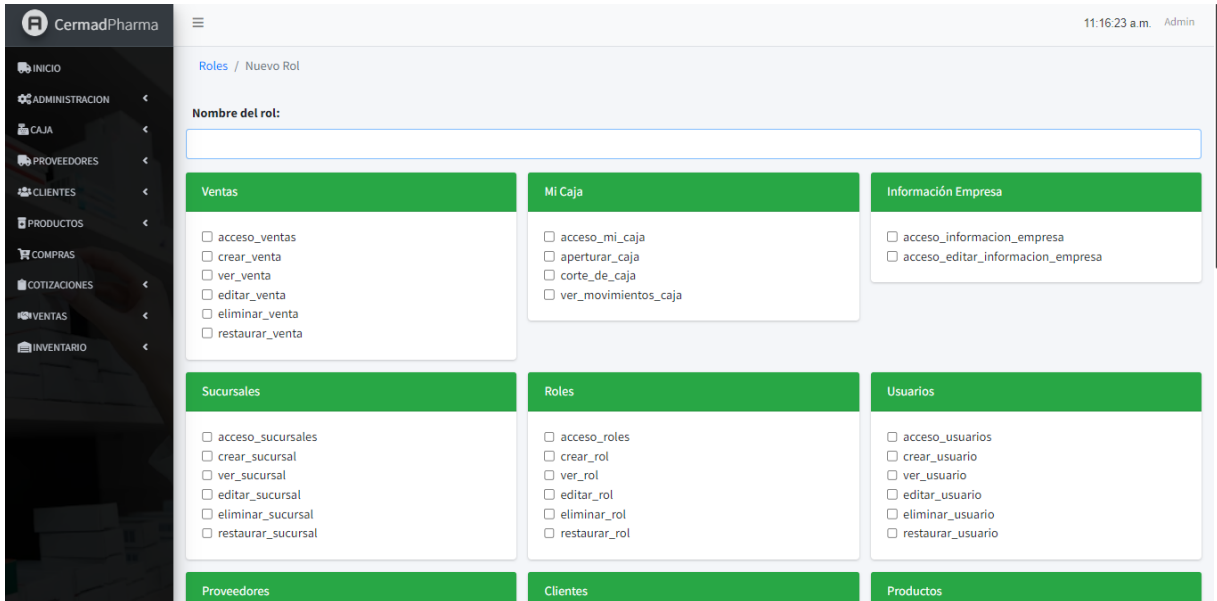 CermadPharma
11:16:23 a.m. Admin
INICIO
ADMINISTRACION
CAJA
PROVEEDORES
CLIENTES
PRODUCTOS
COMPRAS
COTIZACIONES
VENTAS
INVENTARIO
Roles / Nuevo Rol
Nombre del rol:
Ventas
acceso_ventas
crear_venta
ver_venta
editar_venta
eliminar_venta
restaurar_venta
Mi Caja
acceso_mi_caja
aperturar_caja
corte_de_caja
ver_movimientos_caja
Información Empresa
acceso_informacion_empresa
acceso_editar_informacion_empresa
Sucursales
acceso_sucursales
crear_sucursal
ver_sucursal
editar_sucursal
eliminar_sucursal
restaurar_sucursal
Roles
acceso_roles
crear_rol
ver_rol
editar_rol
eliminar_rol
restaurar_rol
Usuarios
acceso_usuarios
crear_usuario
ver_usuario
editar_usuario
eliminar_usuario
restaurar_usuario
Proveedores
Clientes
Productos